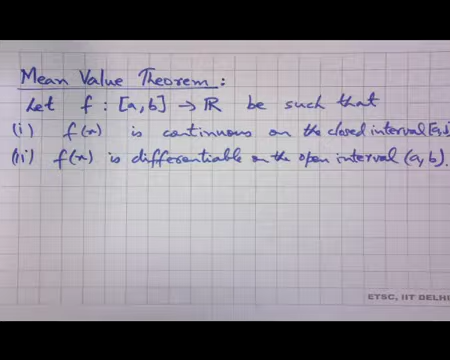 Mean Value Theorem :
Let f : [a,b] → ℝ be such that
(i) f(x) is continuous on the closed interval [a,b]
(ii) f(x) is differentiable on the open interval (a, b).
ETSC, IIT DELHI